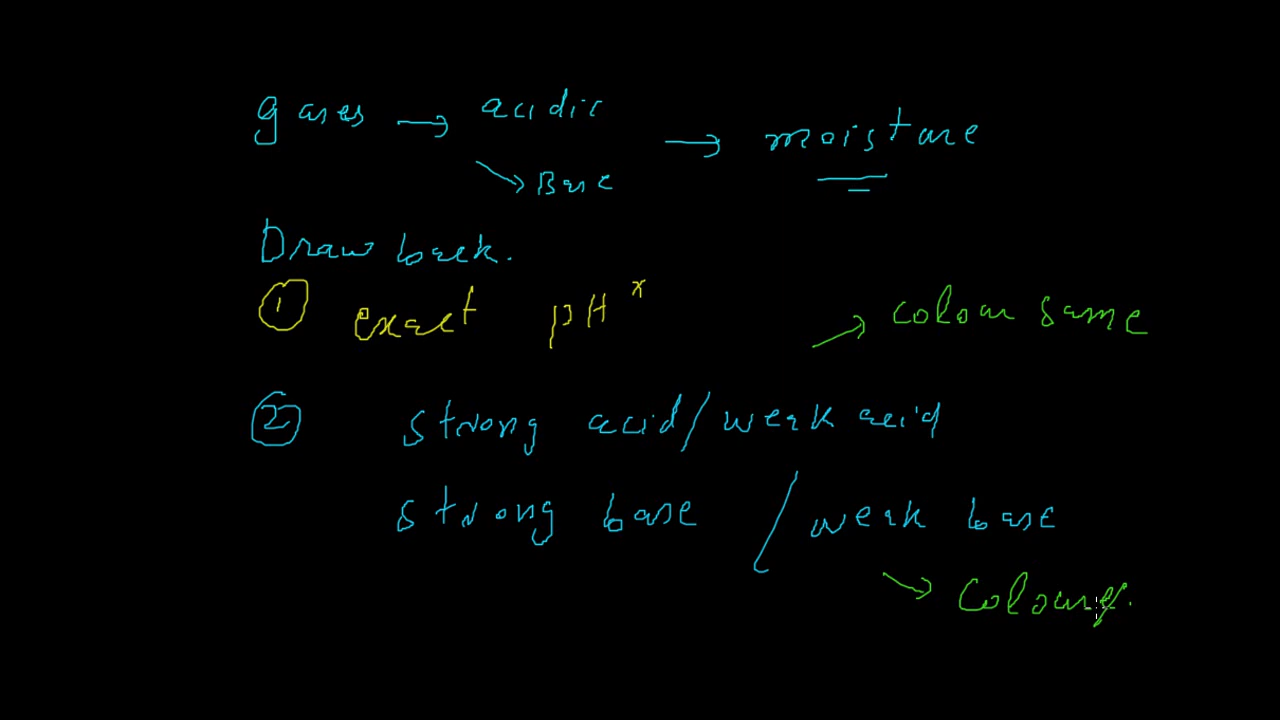 gases → acidic → moisture
↘ Base
Draw back.
① exact pH x
→ colour same
② strong acid/weak acid
strong base / weak base
→ Colour